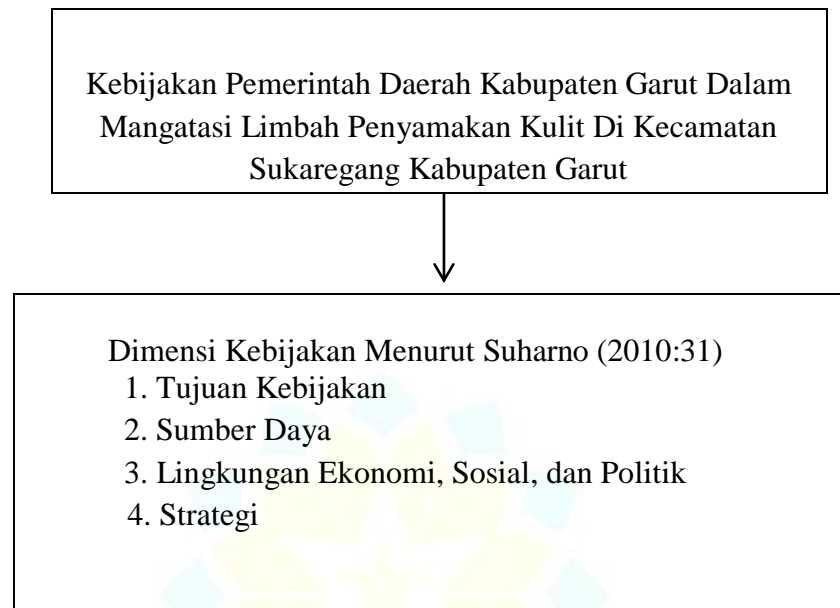 Kebijakan Pemerintah Daerah Kabupaten Garut Dalam
Mangatasi Limbah Penyamakan Kulit Di Kecamatan
Sukaregang Kabupaten Garut
Dimensi Kebijakan Menurut Suharno (2010:31)
1. Tujuan Kebijakan
2. Sumber Daya
3. Lingkungan Ekonomi, Sosial, dan Politik
4. Strategi